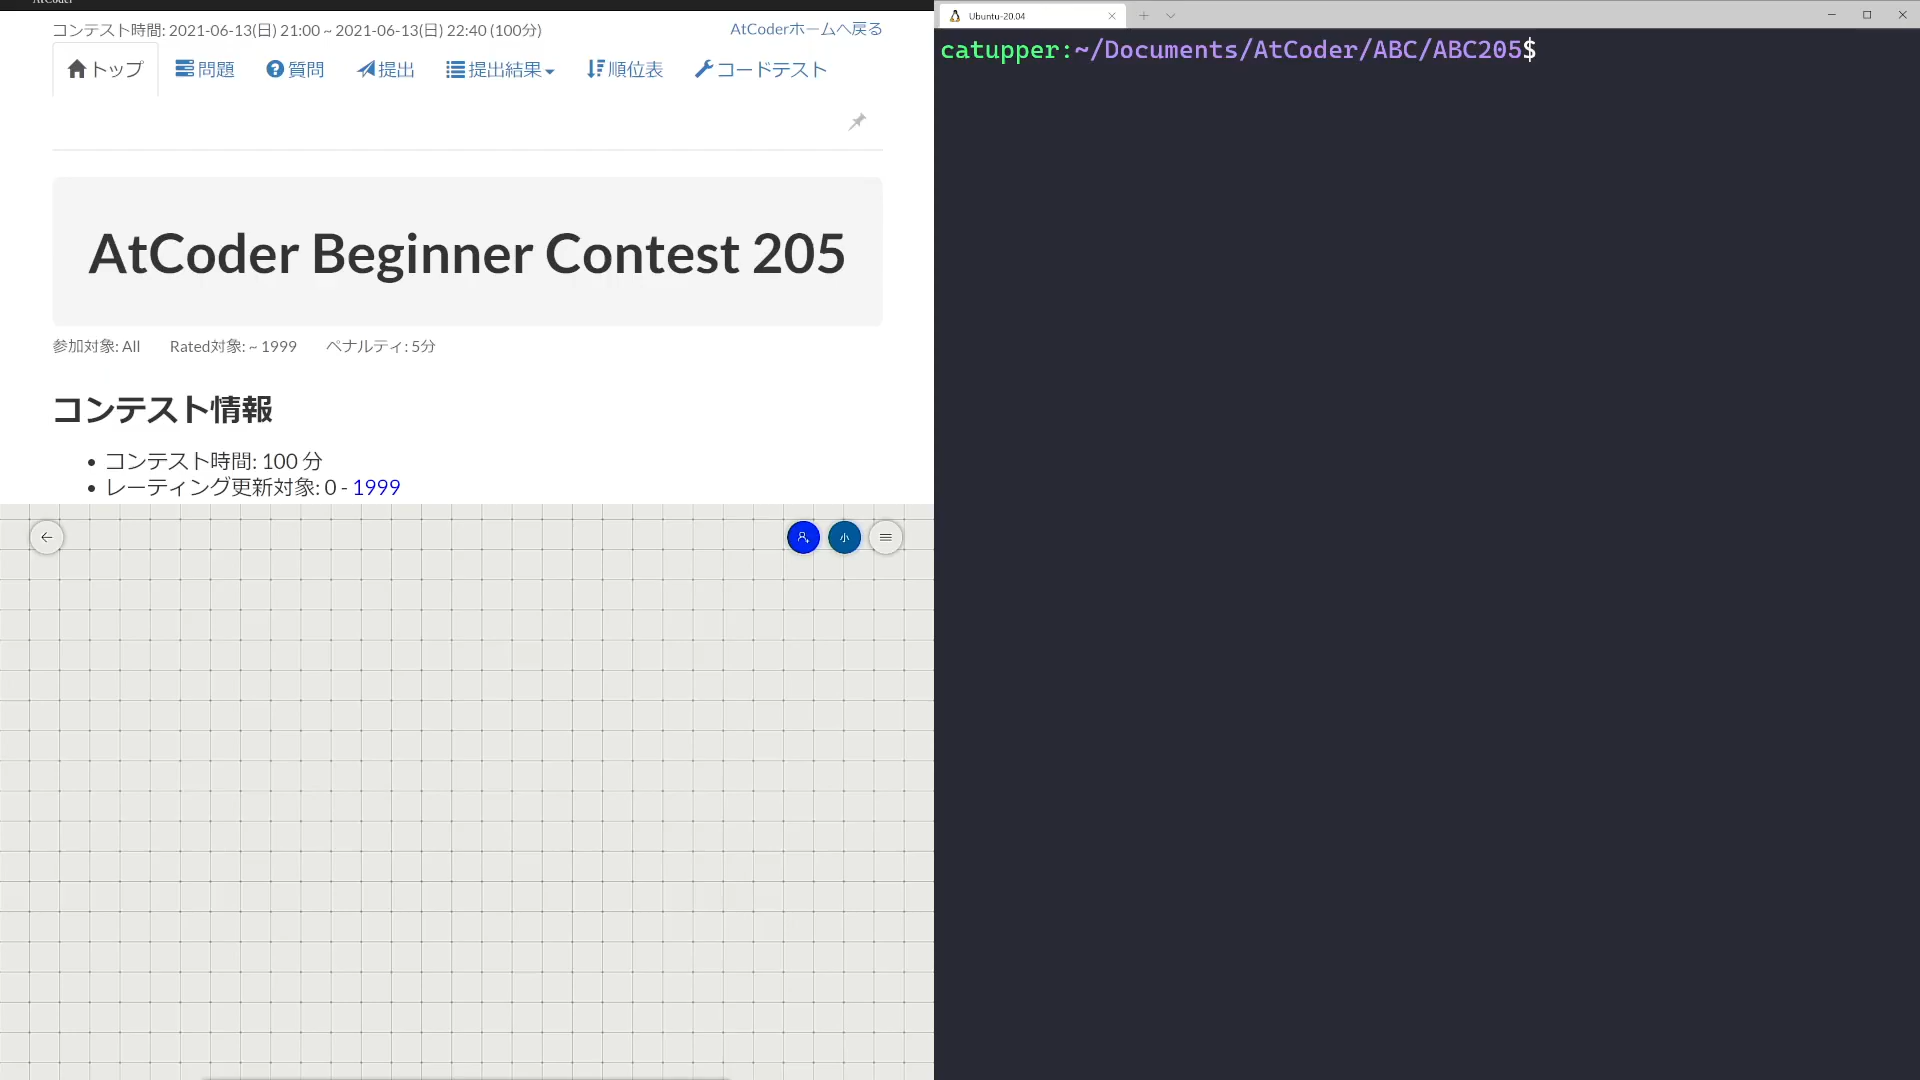 AtCoder
コンテスト時間: 2021-06-13(日) 21:00 ~ 2021-06-13(日) 22:40 (100分)
AtCoderホームへ戻る
トップ 問題 質問 提出 提出結果 順位表 コードテスト
AtCoder Beginner Contest 205
参加対象: All Rated対象: ~ 1999 ペナルティ: 5分
コンテスト情報
• コンテスト時間: 100 分
• レーティング更新対象: 0 - 1999
小
Ubuntu-20.04
catupper:~/Documents/AtCoder/ABC/ABC205$